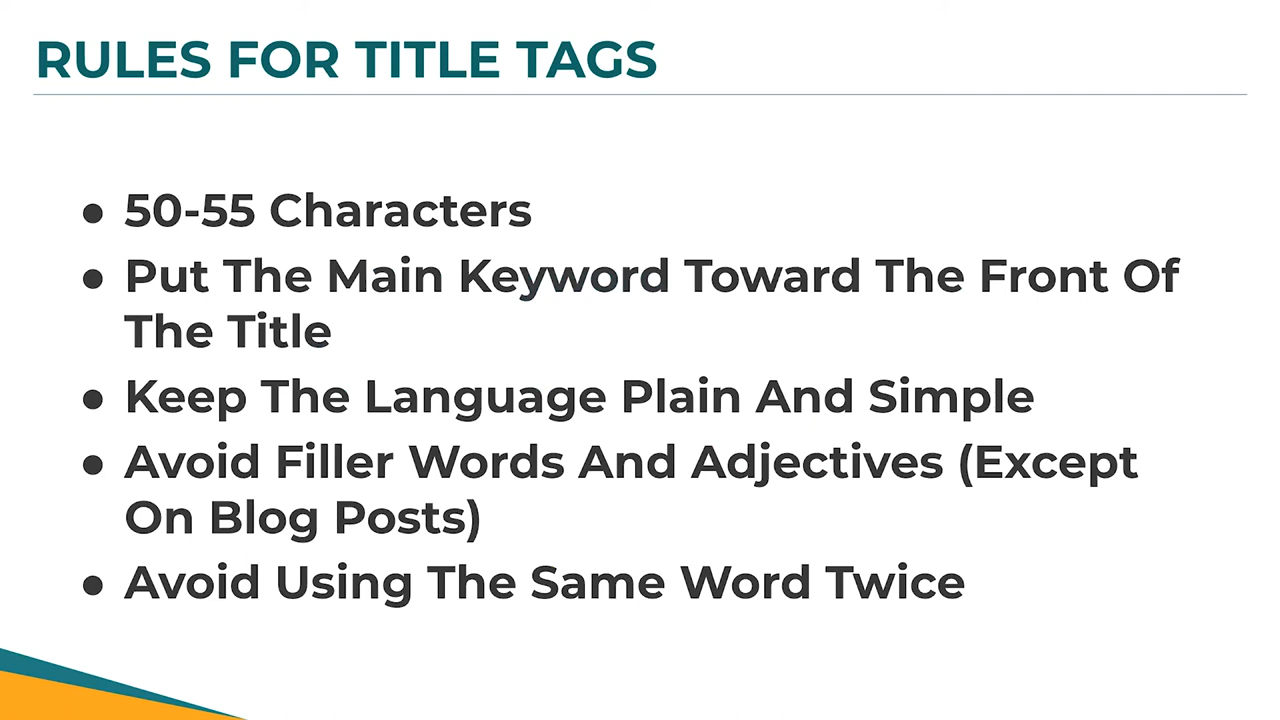 RULES FOR TITLE TAGS
● 50-55 Characters
● Put The Main Keyword Toward The Front Of
The Title
● Keep The Language Plain And Simple
● Avoid Filler Words And Adjectives (Except
On Blog Posts)
● Avoid Using The Same Word Twice